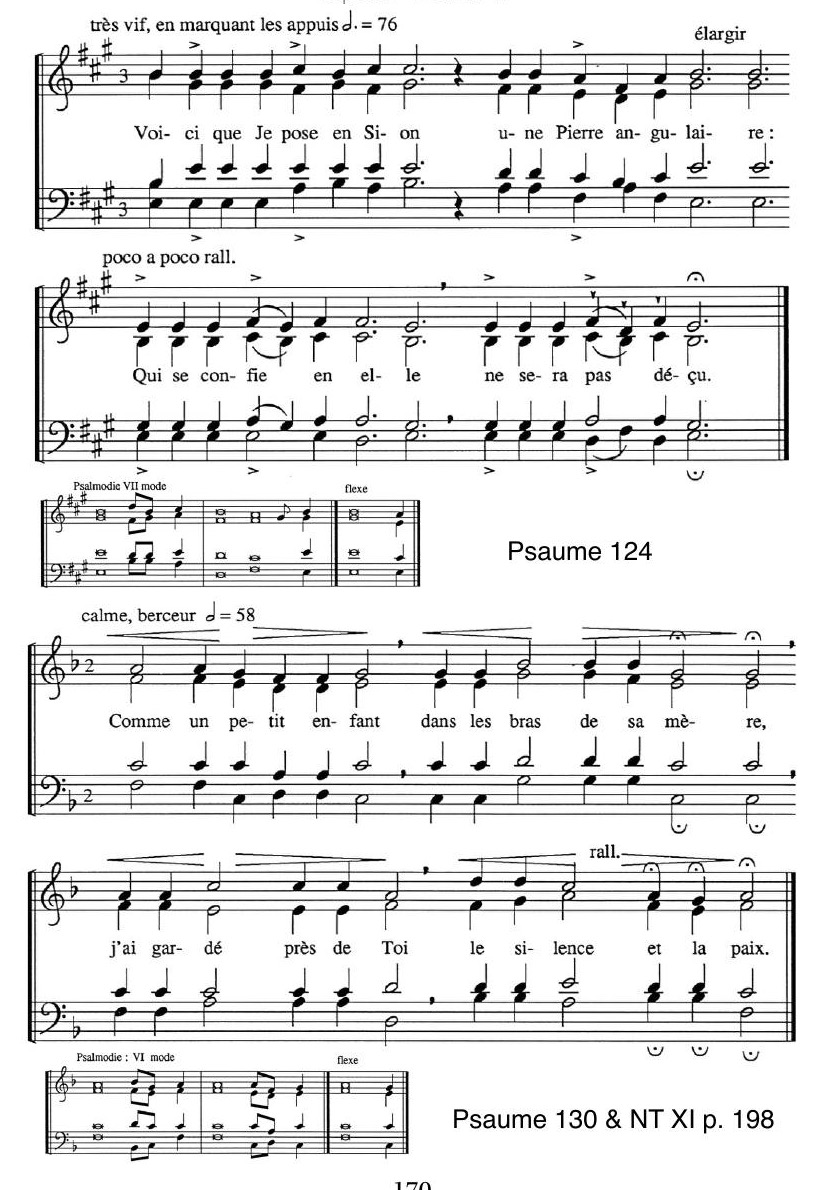 très vif, en marquant les appuis = 76
élargir
3
Voi- ci que Je pose en Si- on u- ne Pierre an- gu- lai- re :
3
poco a poco rall.
Qui se con- fie en el- le ne se- ra pas dé- çu.
Psalmodie VII mode flexe
Psaume 124
calme, berceur = 58
2
Comme un pe- tit en- fant dans les bras de sa mè- re,
2
rall.
j'ai gar- dé près de Toi le si- lence et la paix.
Psalmodie : VI mode flexe
Psaume 130 & NT XI p. 198